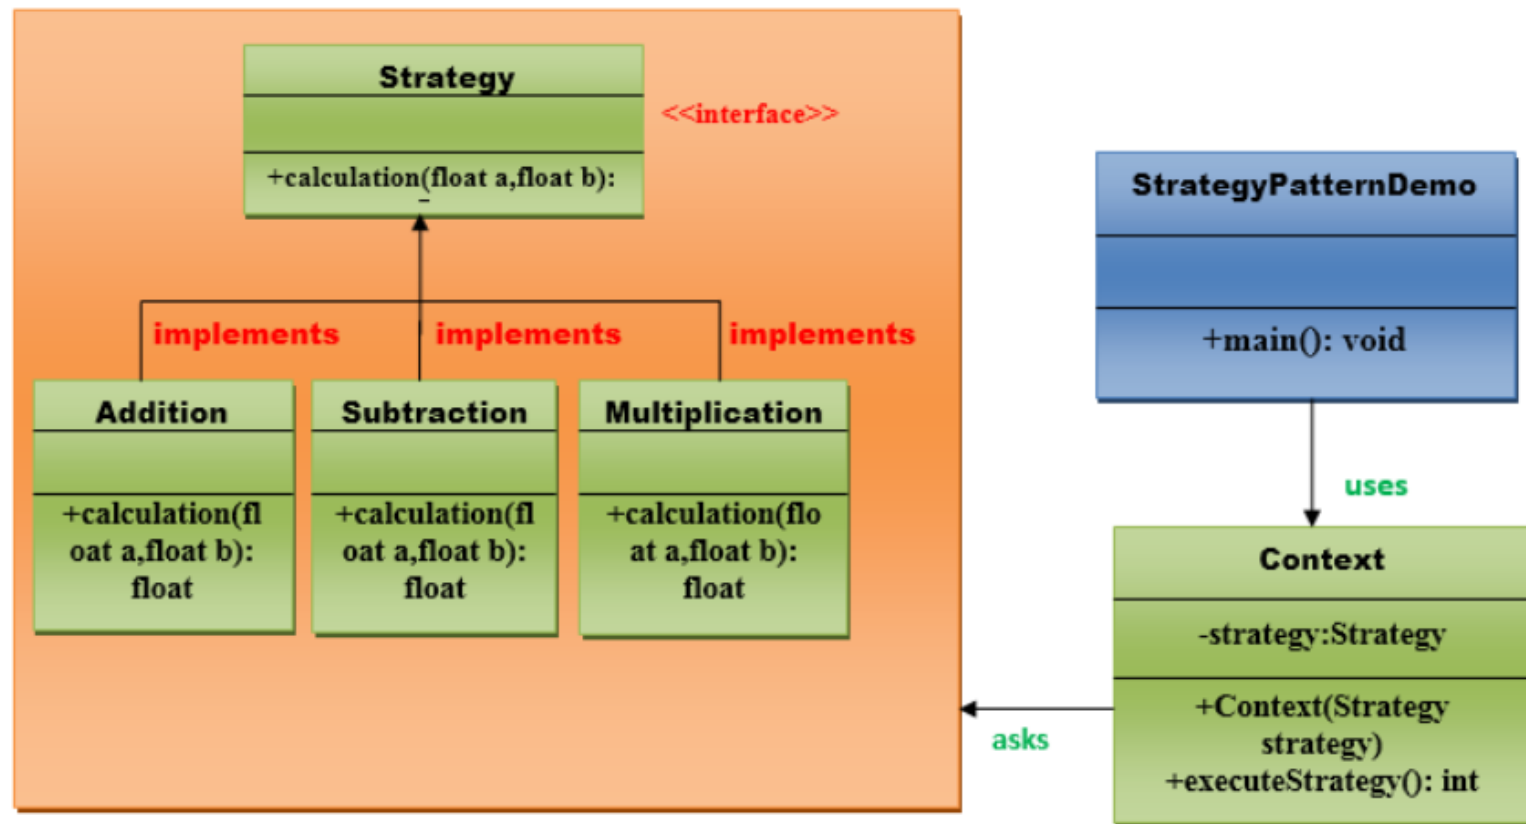 Strategy
<<interface>>
+calculation(float a,float b):
implements
implements
implements
Addition
+calculation(fl
oat a,float b):
float
Subtraction
+calculation(fl
oat a,float b):
float
Multiplication
+calculation(flo
at a,float b):
float
StrategyPatternDemo
+main(): void
uses
Context
-strategy:Strategy
+Context(Strategy
strategy)
+executeStrategy(): int
asks